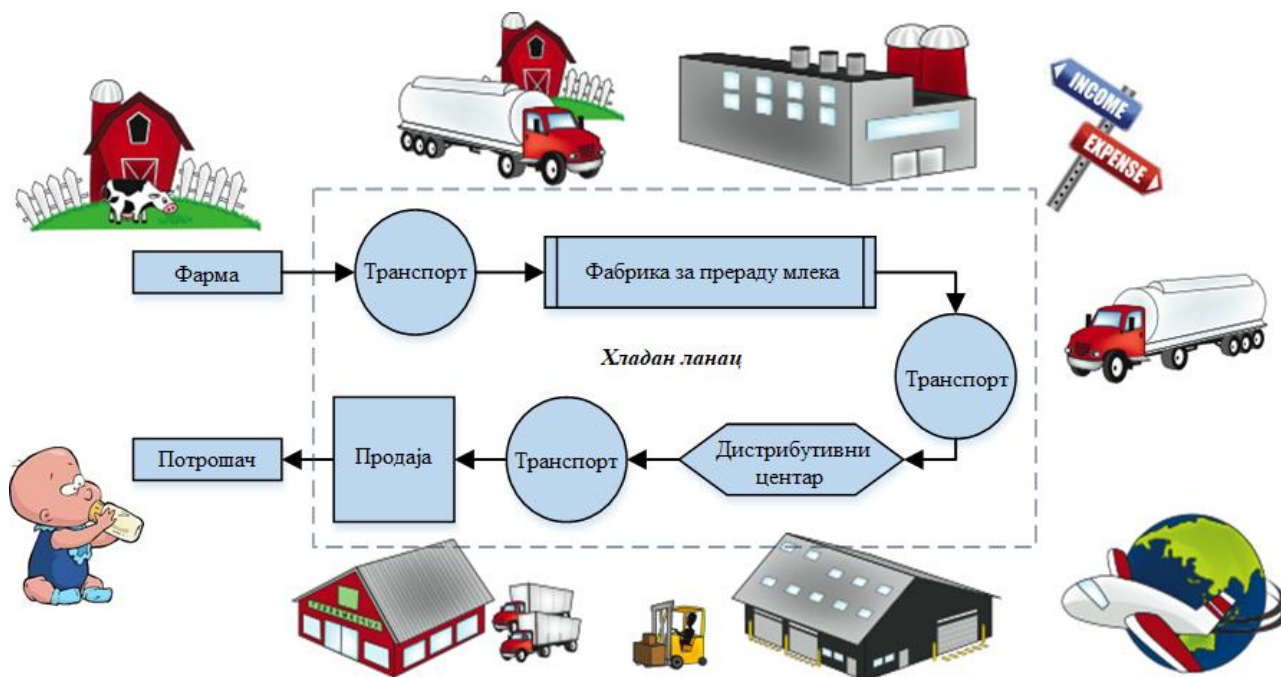 INCOME
EXPENSE
Фарма
Транспорт
Фабрика за прераду млека
Хладан ланац
Транспорт
Дистрибутивни
центар
Транспорт
Продаја
Потрошач